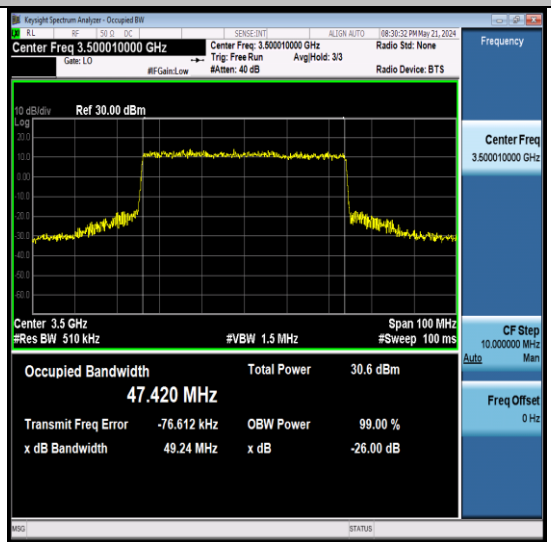 Keysight Spectrum Analyzer - Occupied BW
RL RF 50 Ω DC SENSE:INT ALIGN AUTO 08:30:32 PM May 21, 2024
Center Freq 3.500010000 GHz Center Freq: 3.500010000 GHz Radio Std: None
Gate: LO Trig: Free Run Avg|Hold: 3/3
#IFGain:Low #Atten: 40 dB Radio Device: BTS
Frequency
10 dB/div Ref 30.00 dBm
Log
20.0
10.0
0.00
-10.0
-20.0
-30.0
-40.0
-50.0
-60.0
Center 3.5 GHz Span 100 MHz
#Res BW 510 kHz #VBW 1.5 MHz #Sweep 100 ms
Center Freq
3.500010000 GHz
CF Step
10.000000 MHz
Auto Man
Freq Offset
0 Hz
Occupied Bandwidth Total Power 30.6 dBm
47.420 MHz
Transmit Freq Error -76.612 kHz OBW Power 99.00 %
x dB Bandwidth 49.24 MHz x dB -26.00 dB
MSG STATUS